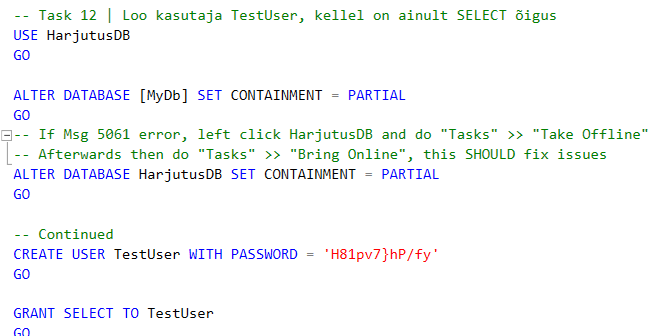 -- Task 12 | Loo kasutaja TestUser, kellel on ainult SELECT õigus
USE HarjutusDB
GO
ALTER DATABASE [MyDb] SET CONTAINMENT = PARTIAL
GO
-- If Msg 5061 error, left click HarjutusDB and do "Tasks" >> "Take Offline"
-- Afterwards then do "Tasks" >> "Bring Online", this SHOULD fix issues
ALTER DATABASE HarjutusDB SET CONTAINMENT = PARTIAL
GO
-- Continued
CREATE USER TestUser WITH PASSWORD = 'H81pv7}hP/fy'
GO
GRANT SELECT TO TestUser
GO